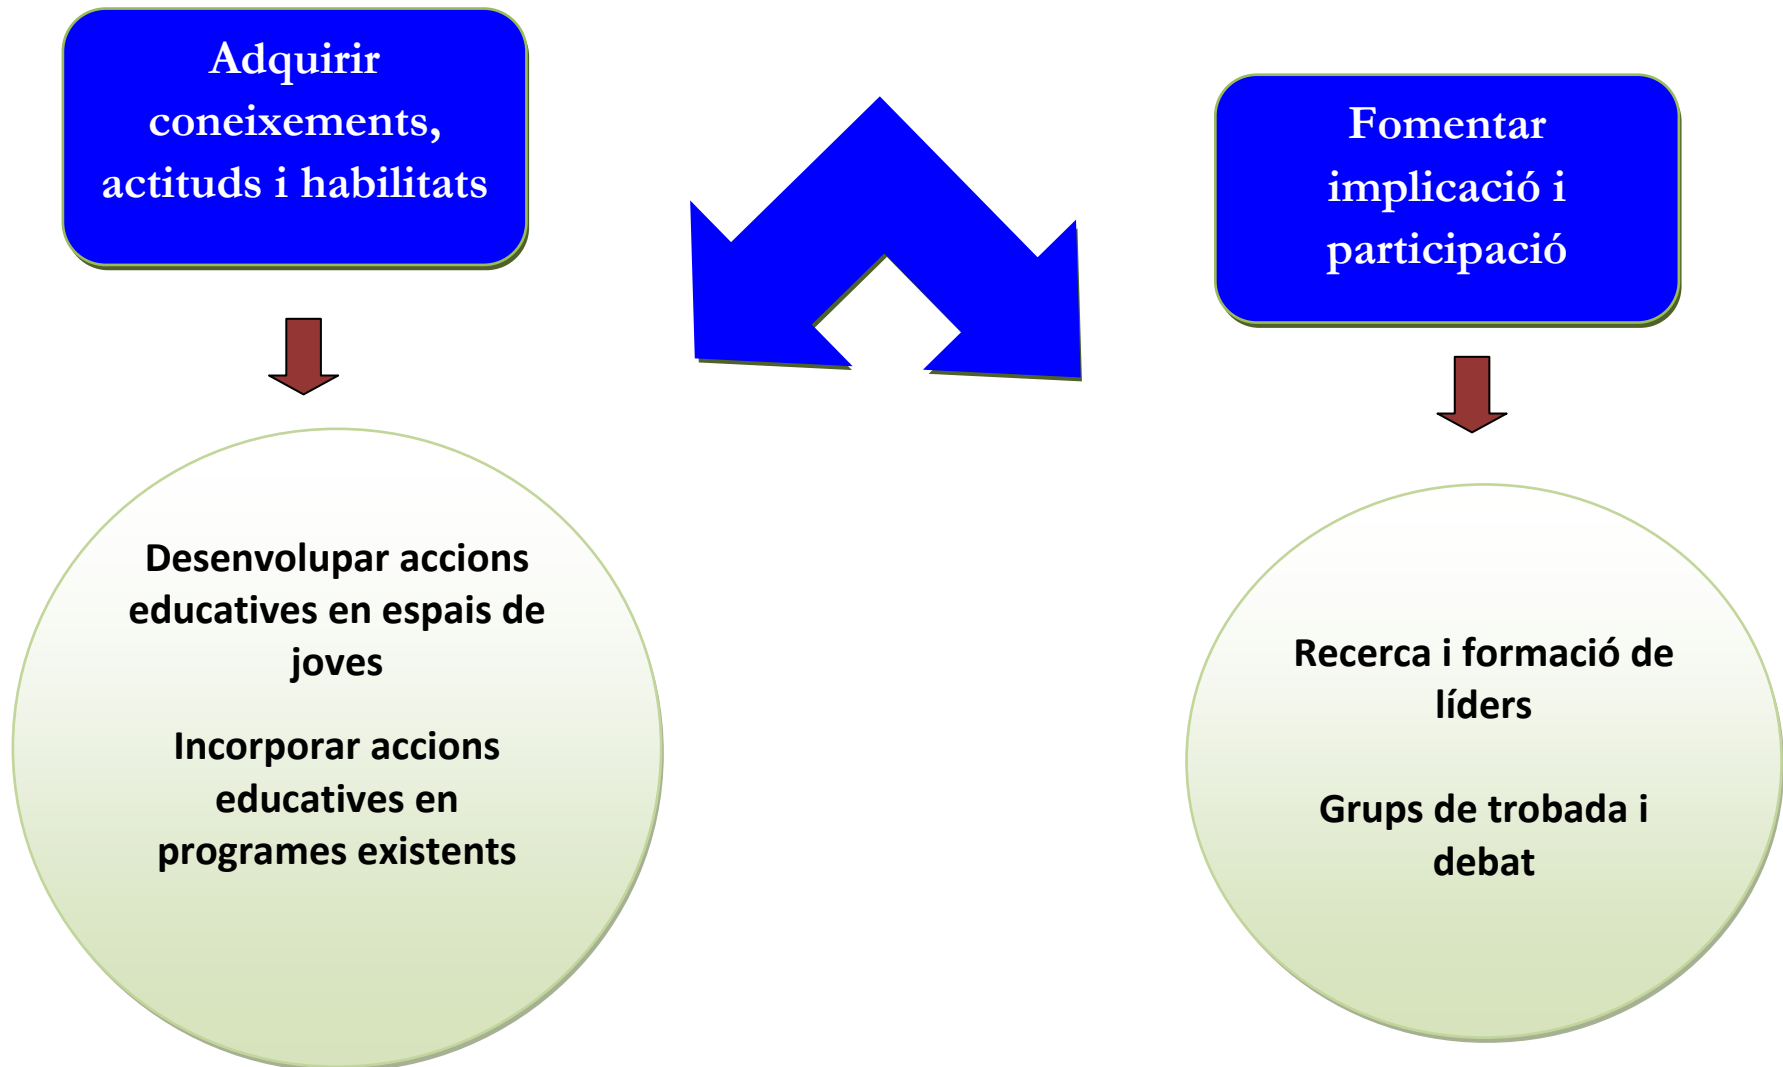 Adquirir
coneixements,
actituds i habilitats
Desenvolupar accions
educatives en espais de
joves
Incorporar accions
educatives en
programes existents
Fomentar
implicació i
participació
Recerca i formació de
líders
Grups de trobada i
debat